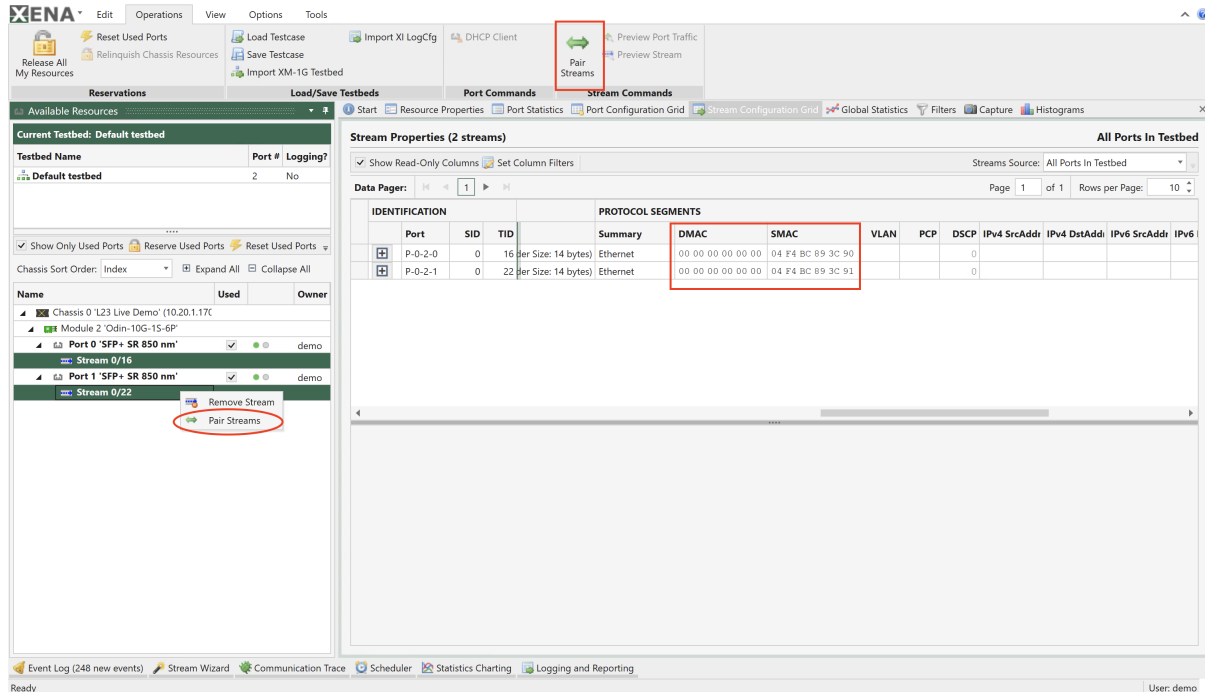 XENA Edit Operations View Options Tools
Release All My Resources
Reset Used Ports
Relinquish Chassis Resources
Reservations
Load Testcase
Save Testcase
Import XM-1G Testbed
Import XI LogCfg
Load/Save Testbeds
DHCP Client
Port Commands
Pair Streams
Preview Port Traffic
Preview Stream
Stream Commands
Available Resources
Current Testbed: Default testbed
Testbed Name Port # Logging?
Default testbed 2 No
Show Only Used Ports Reserve Used Ports Reset Used Ports
Chassis Sort Order: Index Expand All Collapse All
Name Used Owner
Chassis 0 'L23 Live Demo' (10.20.1.170
Module 2 'Odin-10G-1S-6P'
Port 0 'SFP+ SR 850 nm' demo
Stream 0/16
Port 1 'SFP+ SR 850 nm' demo
Stream 0/22
Remove Stream
Pair Streams
Start Resource Properties Port Statistics Port Configuration Grid Stream Configuration Grid Global Statistics Filters Capture Histograms
Stream Properties (2 streams) All Ports In Testbed
Show Read-Only Columns Set Column Filters Streams Source: All Ports In Testbed
Data Pager: 1 Page 1 of 1 Rows per Page: 10
IDENTIFICATION PROTOCOL SEGMENTS
Port SID TID Summary DMAC SMAC VLAN PCP DSCP IPv4 SrcAddr IPv4 DstAddr IPv6 SrcAddr IPv6
P-0-2-0 0 16 der Size: 14 bytes) Ethernet 00 00 00 00 00 00 04 F4 BC 89 3C 90 0
P-0-2-1 0 22 der Size: 14 bytes) Ethernet 00 00 00 00 00 00 04 F4 BC 89 3C 91 0
Event Log (248 new events) Stream Wizard Communication Trace Scheduler Statistics Charting Logging and Reporting
Ready User: demo